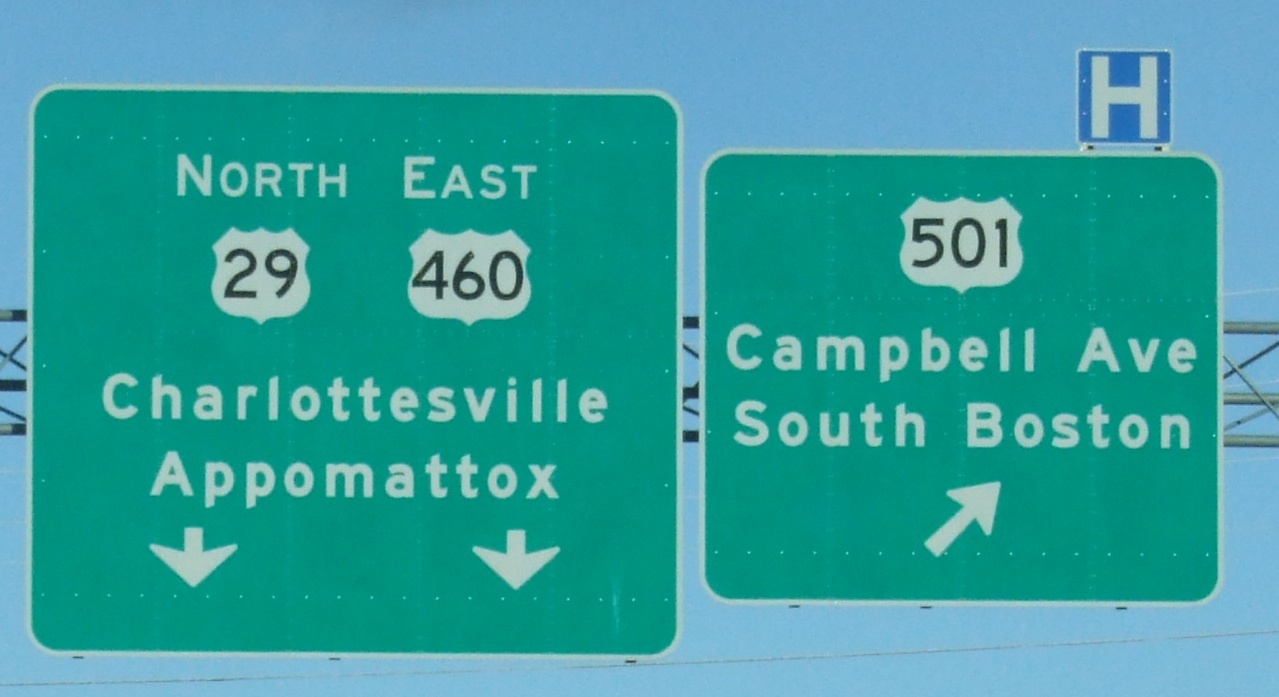 NORTH EAST
29 460
Charlottesville
Appomattox
H
501
Campbell Ave
South Boston